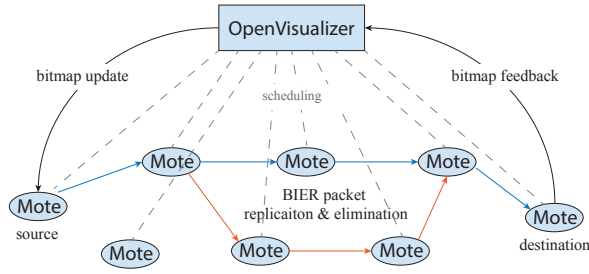 OpenVisualizer
bitmap update
bitmap feedback
scheduling
Mote
Mote
Mote
Mote
BIER packet
replicaiton & elimination
Mote
source
destination
Mote
Mote
Mote